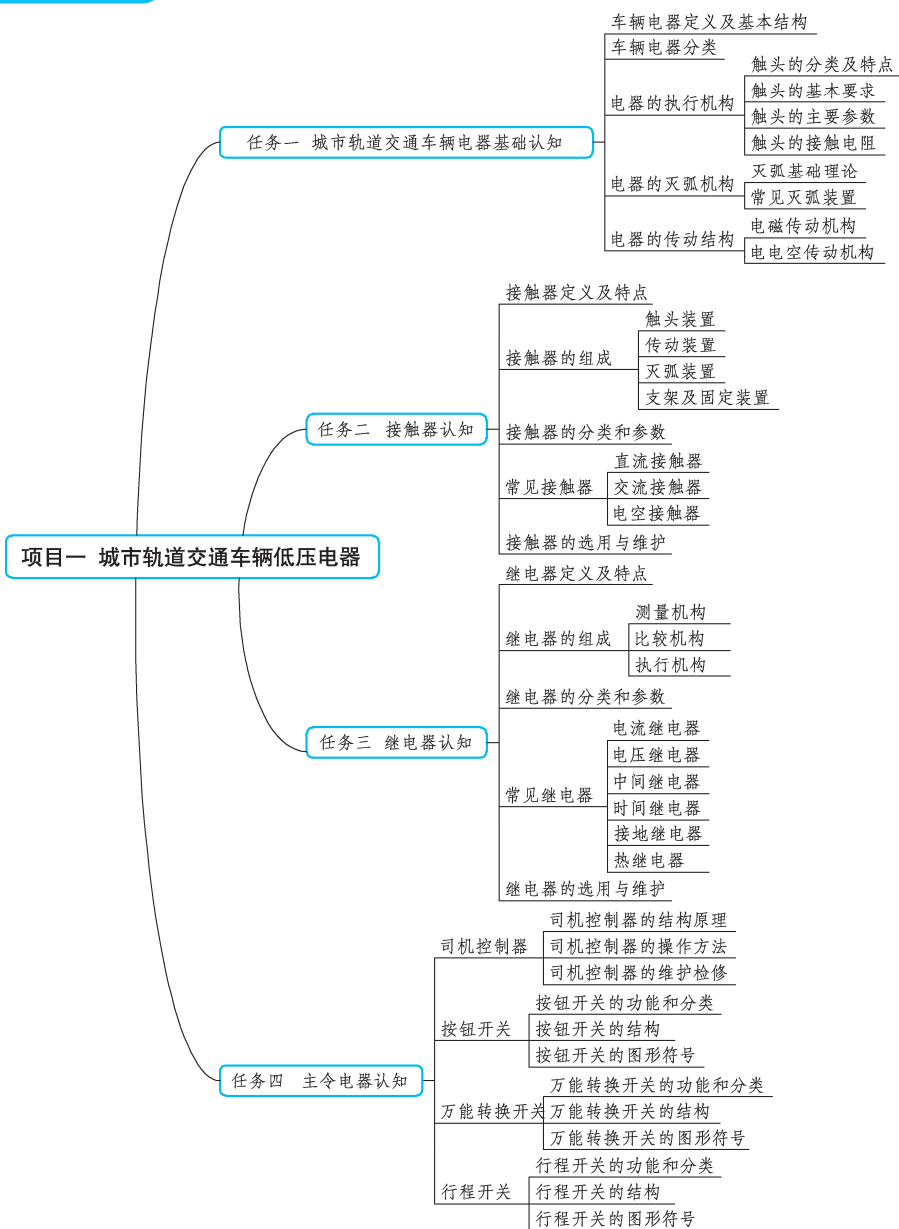 车辆电器定义及基本结构
车辆电器分类
电器的执行机构
触头的分类及特点
触头的基木要求
触头的主要参数
触头的接触电阻
任务一 城市轨道交通车辆电器基础认知
电器的灭弧机构
灭弧基础理论
常见灭弧装置
电器的传动结构
电磁传动机构
电电空传动机构
接触器定义及特点
接触器的组成
触头装置
传动装置
灭弧装置
支架及固定装置
任务二 接触器认知
接触器的分类和参数
常见接触器
直流接触器
交流接触器
电空接触器
接触器的选用与维护
项目一 城市轨道交通车辆低压电器
继电器定义及特点
继电器的组成
测量机构
比较机构
执行机构
继电器的分类和参数
任务三 继电器认知
常见继电器
电流继电器
电压继电器
中间继电器
时间继电器
接地继电器
热继电器
继电器的选用与维护
司机控制器
司机控制器的结构原理
司机控制器的操作方法
司机控制器的维护检修
按钮开关
按钮开关的功能和分类
按钮开关的结构
按钮开关的图形符号
任务四 主令电器认知
万能转换开关
万能转换开关的功能和分类
万能转换开关的结构
万能转换开关的图形符号
行程开关
行程开关的功能和分类
行程开关的结构
行程开关的图形符号